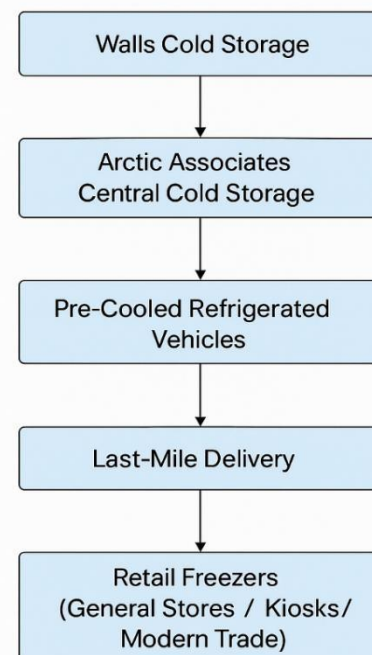 Walls Cold Storage
Arctic Associates
Central Cold Storage
Pre-Cooled Refrigerated
Vehicles
Last-Mile Delivery
Retail Freezers
(General Stores / Kiosks/
Modern Trade)